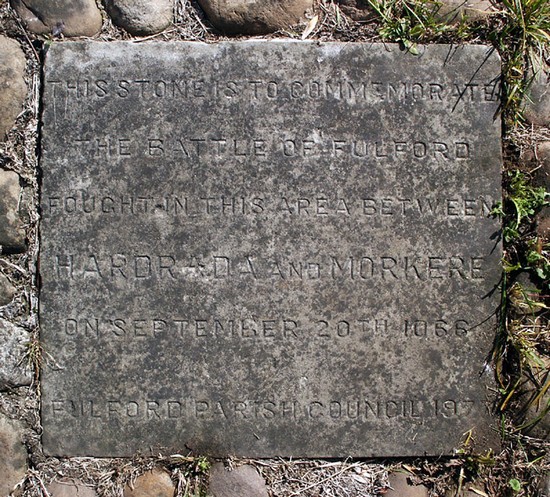 THIS STONE IS TO COMMEMORATE
THE BATTLE OF FULFORD
FOUGHT IN THIS AREA BETWEEN
HARDRADA AND MORKERE
ON SEPTEMBER 20TH 1066
FULFORD PARISH COUNCIL